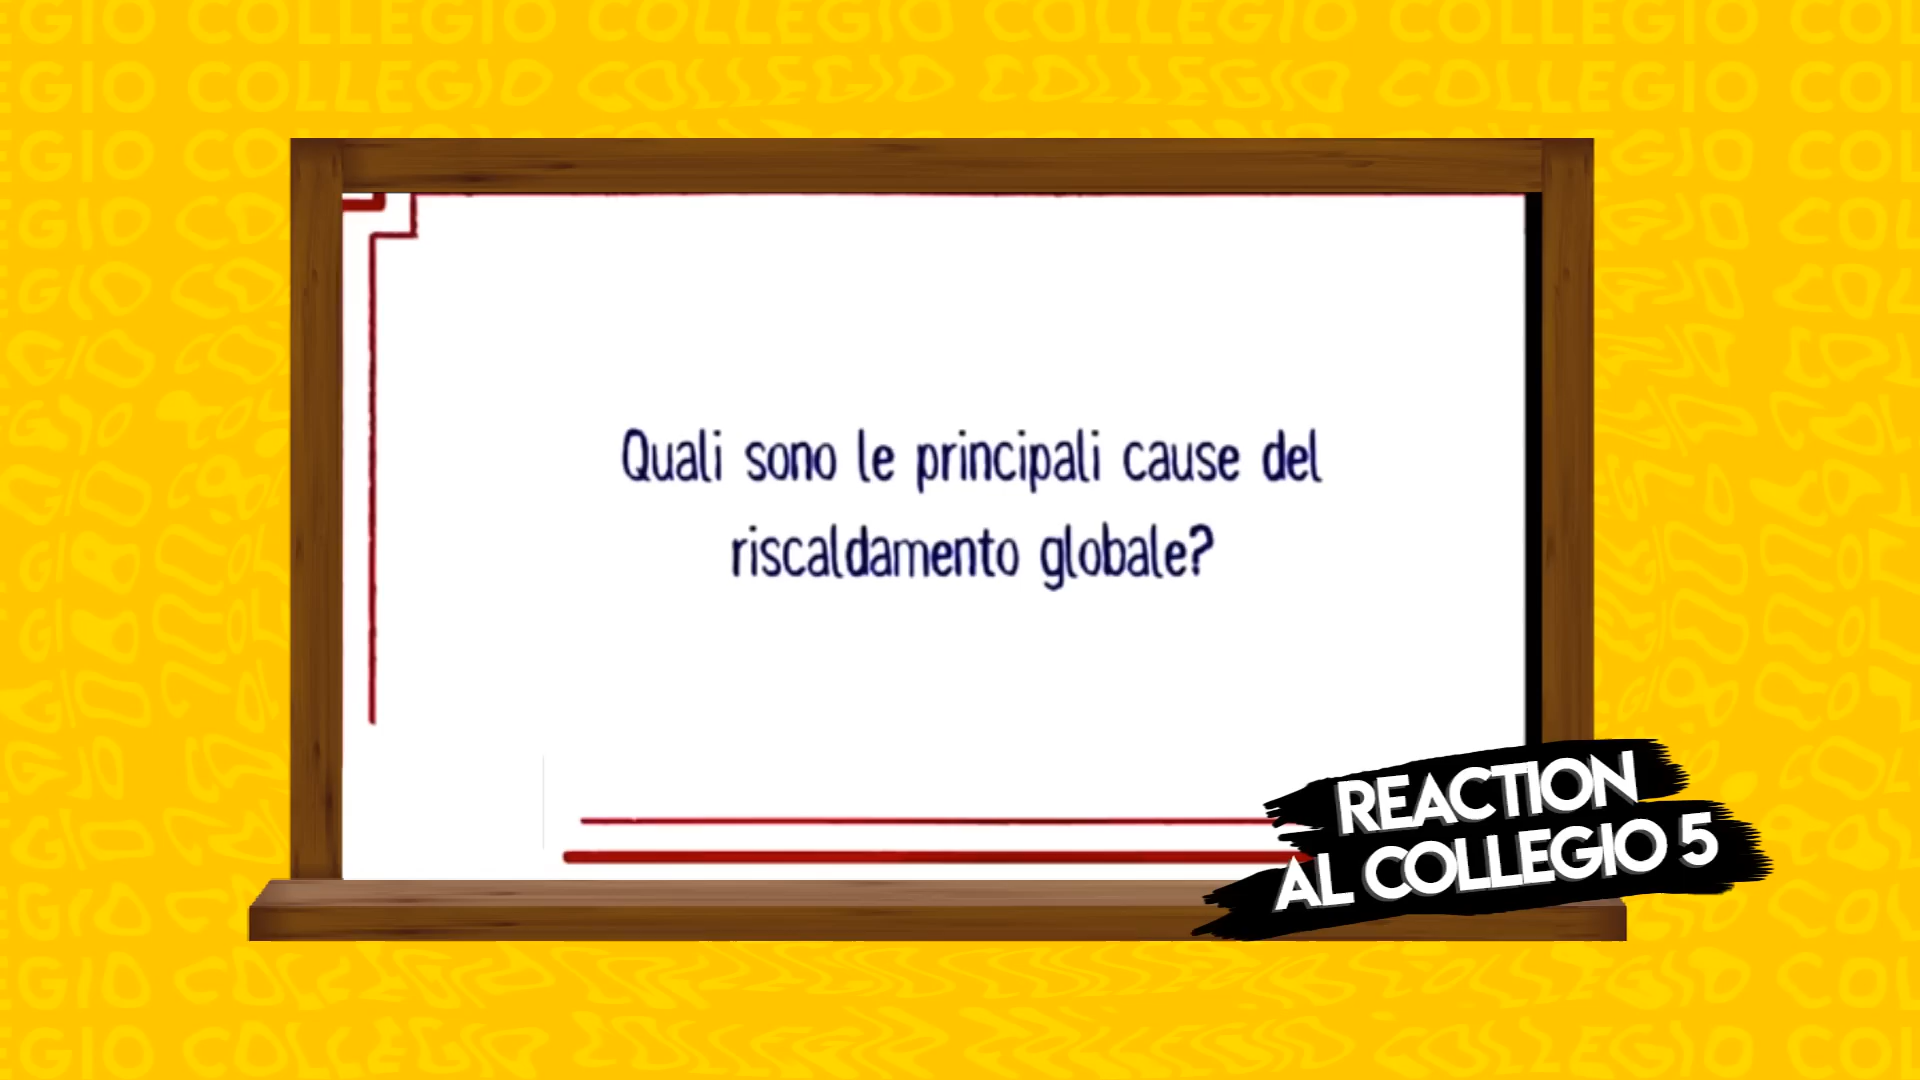 Quali sono le principali cause del
riscaldamento globale?
REACTION
AL COLLEGIO 5